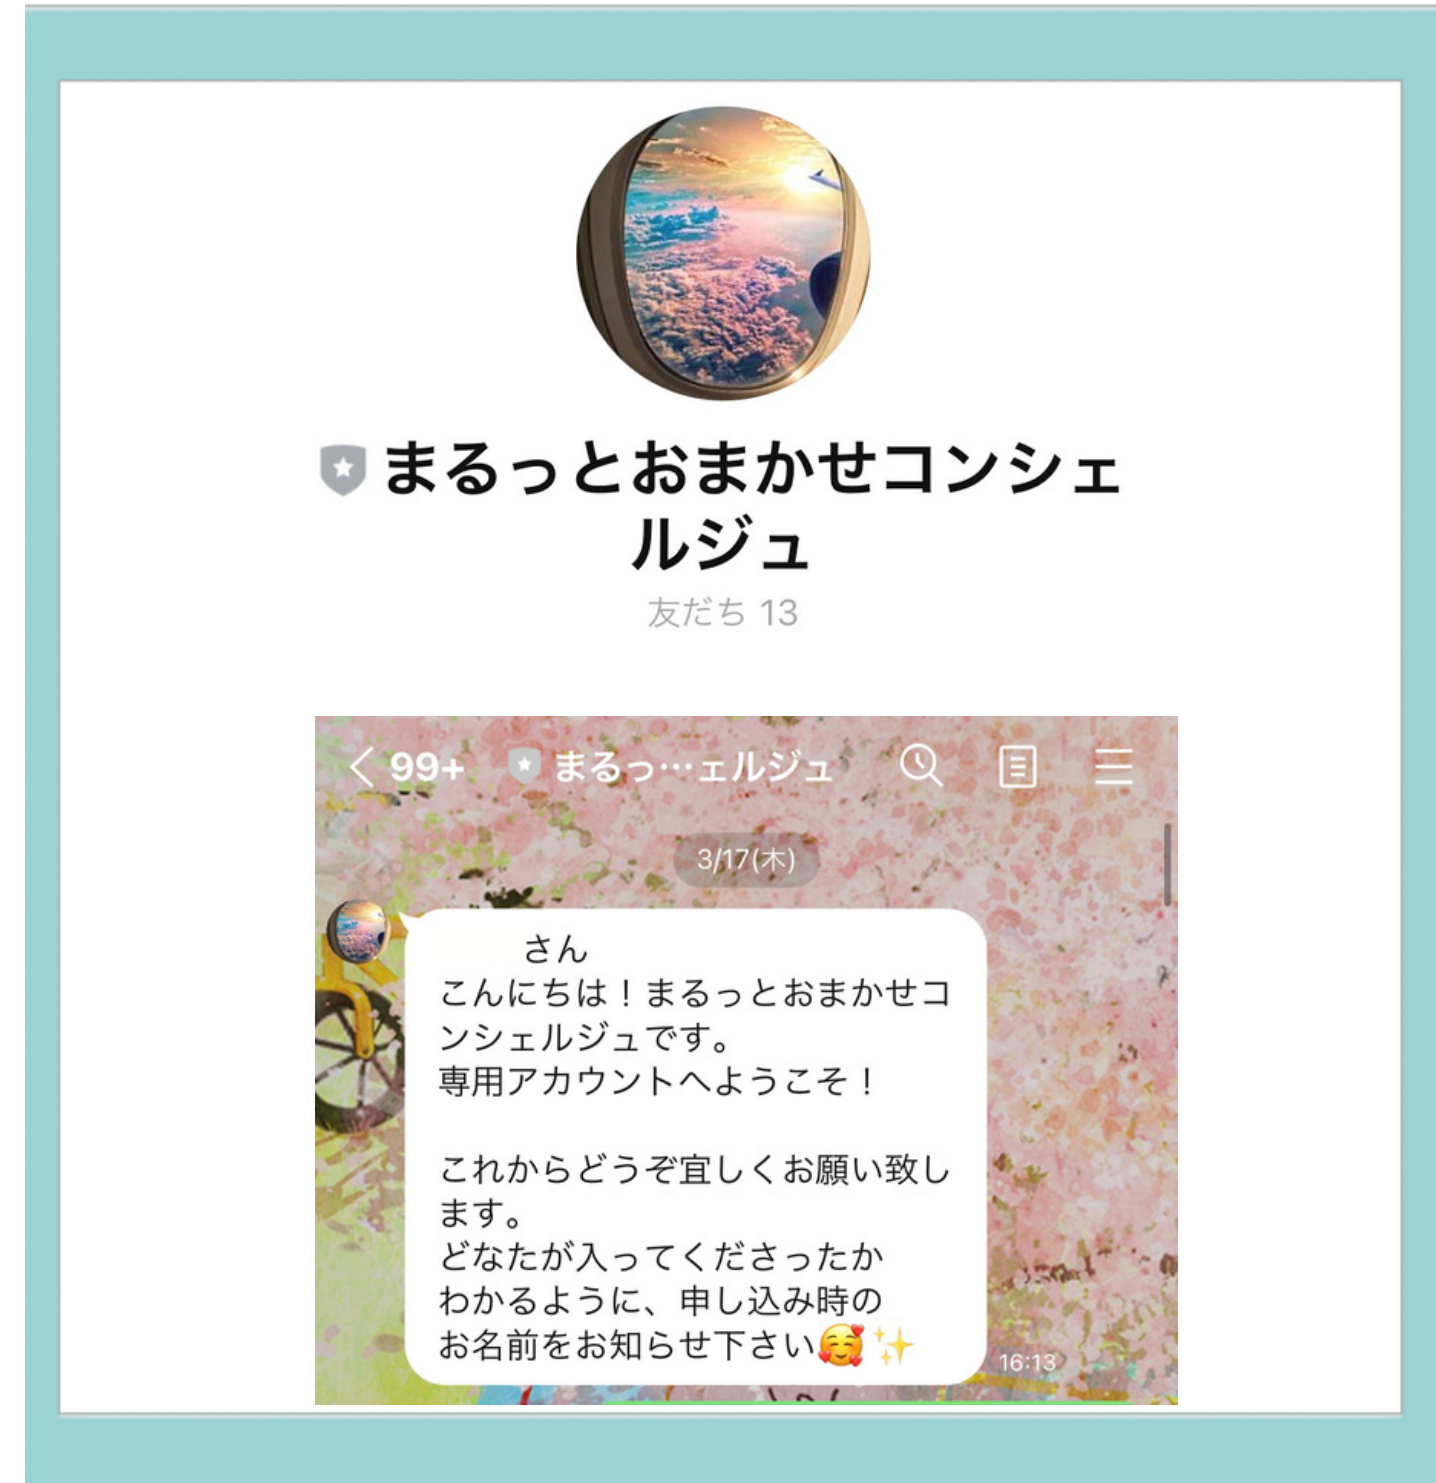 まるっとおまかせコンシェ
ルジュ
友だち 13
99+ まるっ…ェルジュ
3/17(木)
さん
こんにちは！まるっとおまかせコ
ンシェルジュです。
専用アカウントへようこそ！
これからどうぞ宜しくお願い致し
ます。
どなたが入ってくださったか
わかるように、申し込み時の
お名前をお知らせ下さい🥰✨
16:13